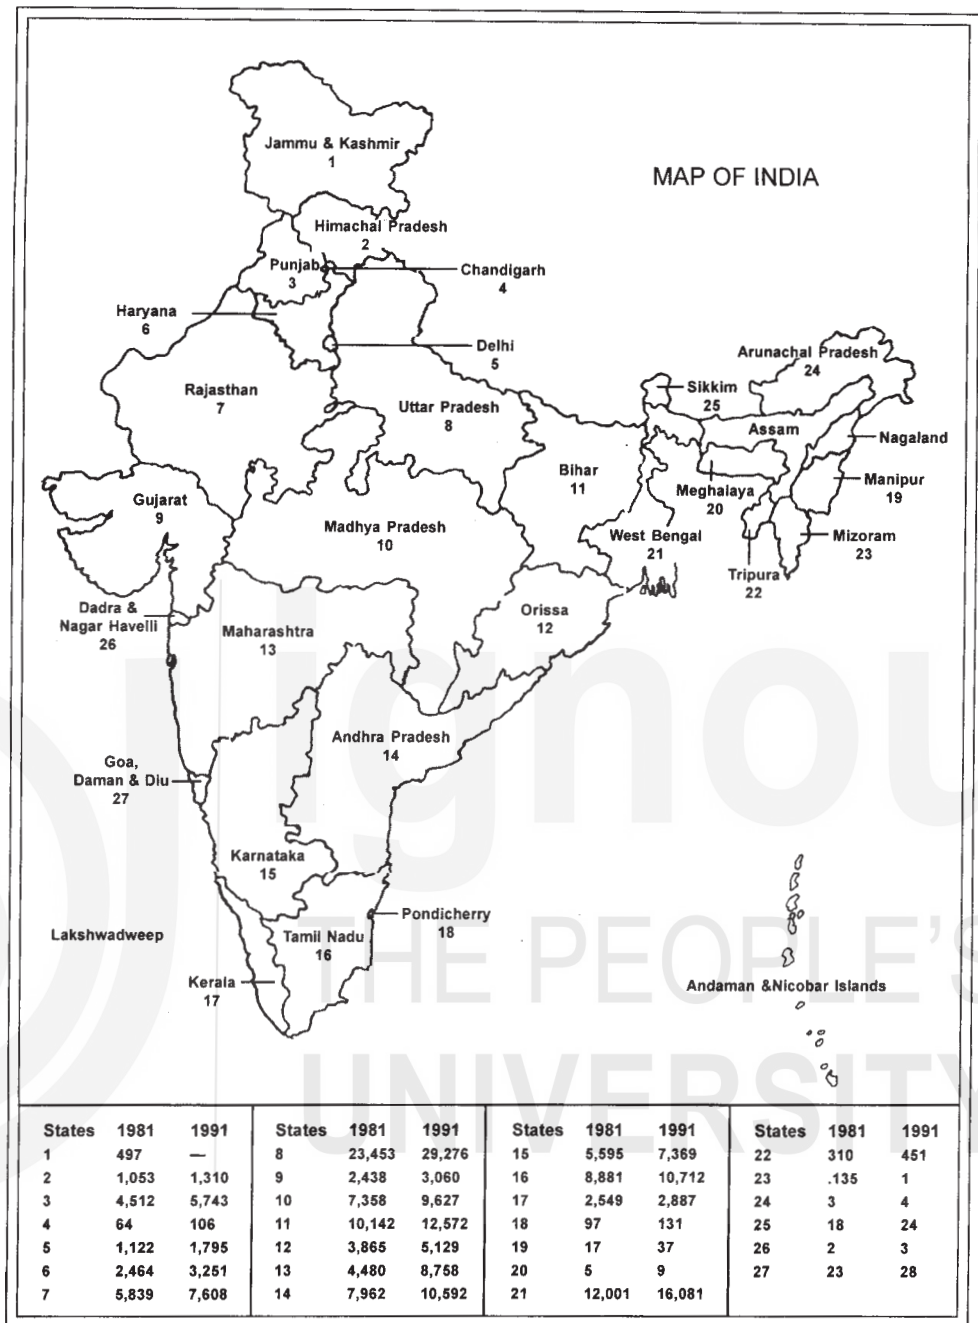 MAP OF INDIA
Jammu & Kashmir
1
Himachal Pradesh
2
Punjab
3
Chandigarh
4
Haryana
6
Delhi
5
Rajasthan
7
Uttar Pradesh
8
Arunachal Pradesh
24
Sikkim
25
Assam
Nagaland
Bihar
11
Meghalaya
20
Manipur
19
Gujarat
9
Madhya Pradesh
10
West Bengal
21
Mizoram
23
Tripura
22
Dadra &
Nagar Havelli
26
Maharashtra
13
Orissa
12
Andhra Pradesh
14
Goa,
Daman & Diu
27
Karnataka
15
Pondicherry
18
Lakshwadweep
Tamil Nadu
16
Kerala
17
Andaman &Nicobar Islands
ignou
THE PEOPLE'S
UNIVERSITY
States 1981 1991 States 1981 1991 States 1981 1991 States 1981 1991
1 497 — 8 23,453 29,276 15 5,595 7,369 22 310 451
2 1,053 1,310 9 2,438 3,060 16 8,881 10,712 23 .135 1
3 4,512 5,743 10 7,358 9,627 17 2,549 2,887 24 3 4
4 64 106 11 10,142 12,572 18 97 131 25 18 24
5 1,122 1,795 12 3,865 5,129 19 17 37 26 2 3
6 2,464 3,251 13 4,480 8,758 20 5 9 27 23 28
7 5,839 7,608 14 7,962 10,592 21 12,001 16,081